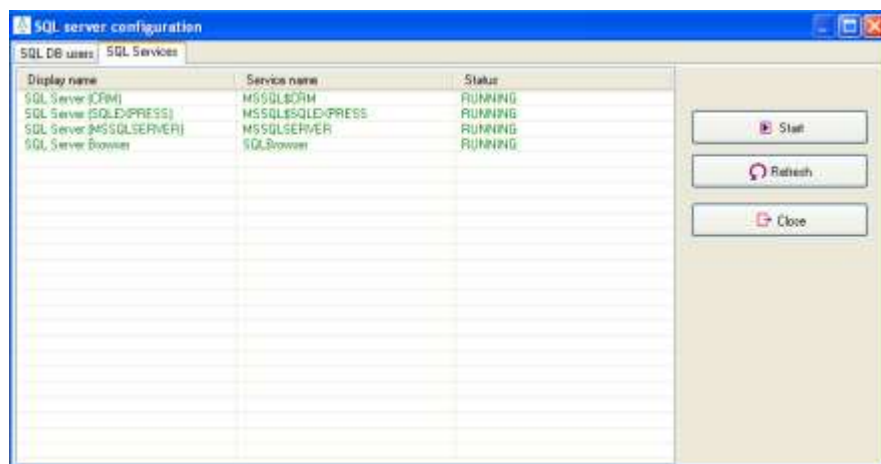 SQL server configuration
SQL DB users SQL Services
Display name Service name Status
SQL Server (CRM) MSSQL$CRM RUNNING
SQL Server (SQLEXPRESS) MSSQL$SQLEXPRESS RUNNING
SQL Server (MSSQLSERVER) MSSQLSERVER RUNNING
SQL Server Browser SQLBrowser RUNNING
Start
Refresh
Close